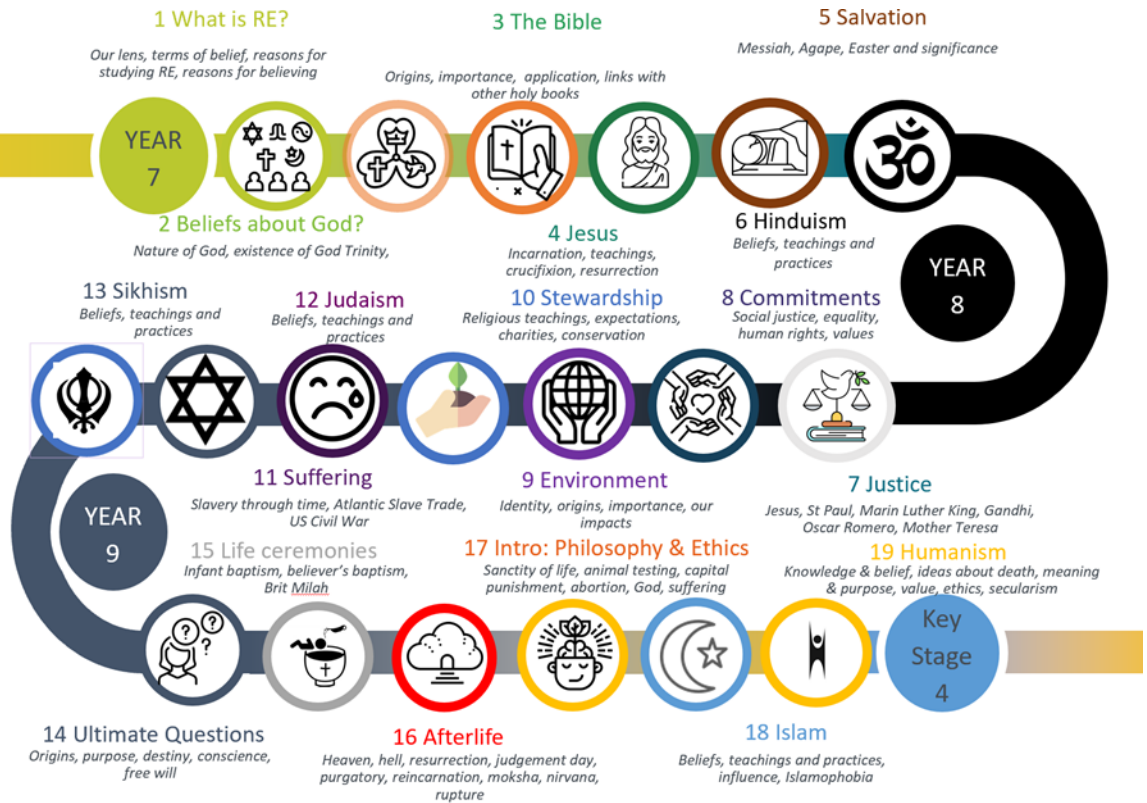 1 What is RE?
Our lens, terms of belief, reasons for
studying RE, reasons for believing
3 The Bible
Origins, importance, application, links with
other holy books
5 Salvation
Messiah, Agape, Easter and significance
YEAR
7
2 Beliefs about God?
Nature of God, existence of God Trinity,
4 Jesus
Incarnation, teachings,
crucifixion, resurrection
6 Hinduism
Beliefs, teachings and
practices
YEAR
8
13 Sikhism
Beliefs, teachings and
practices
12 Judaism
Beliefs, teachings and
practices
10 Stewardship
Religious teachings, expectations,
charities, conservation
8 Commitments
Social justice, equality,
human rights, values
11 Suffering
Slavery through time, Atlantic Slave Trade,
US Civil War
9 Environment
Identity, origins, importance, our
impacts
7 Justice
Jesus, St Paul, Marin Luther King, Gandhi,
Oscar Romero, Mother Teresa
YEAR
9
15 Life ceremonies
Infant baptism, believer's baptism,
Brit Milah
17 Intro: Philosophy & Ethics
Sanctity of life, animal testing, capital
punishment, abortion, God, suffering
19 Humanism
Knowledge & belief, ideas about death, meaning
& purpose, value, ethics, secularism
Key
Stage
4
14 Ultimate Questions
Origins, purpose, destiny, conscience,
free will
16 Afterlife
Heaven, hell, resurrection, judgement day,
purgatory, reincarnation, moksha, nirvana,
rupture
18 Islam
Beliefs, teachings and practices,
influence, Islamophobia